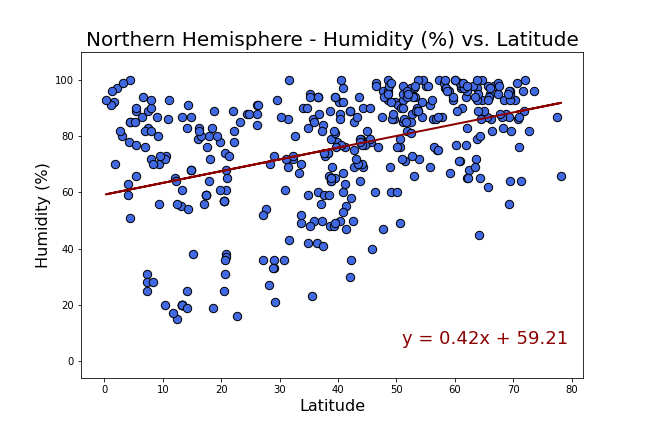 Northern Hemisphere - Humidity (%) vs. Latitude
100
80
60
40
20
0
Humidity (%)
y = 0.42x + 59.21
0 10 20 30 40 50 60 70 80
Latitude